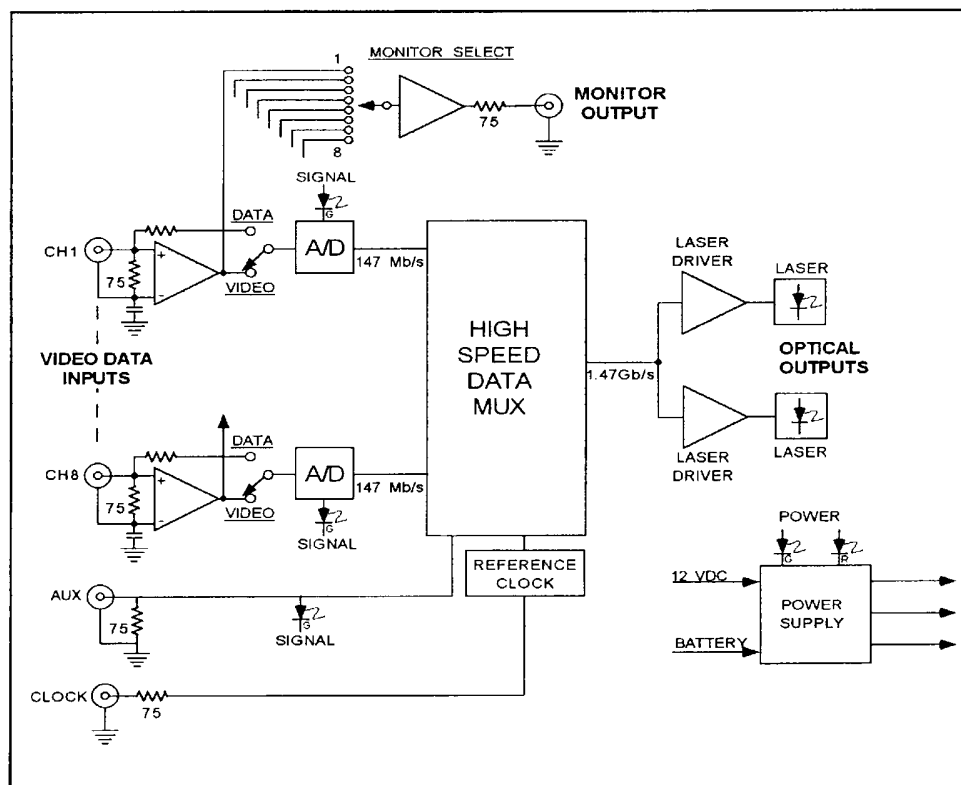 1
MONITOR SELECT
MONITOR
OUTPUT
75
8
SIGNAL
G
DATA
CH1
A/D
147 Mb/s
75
VIDEO
LASER
DRIVER
LASER
HIGH
SPEED
DATA
MUX
VIDEO DATA
INPUTS
1.47Gb/s
OPTICAL
OUTPUTS
DATA
CH8
A/D
147 Mb/s
75
VIDEO
G
SIGNAL
LASER
DRIVER
LASER
POWER
G
R
REFERENCE
CLOCK
12 VDC
POWER
SUPPLY
BATTERY
AUX
75
G
SIGNAL
CLOCK
75